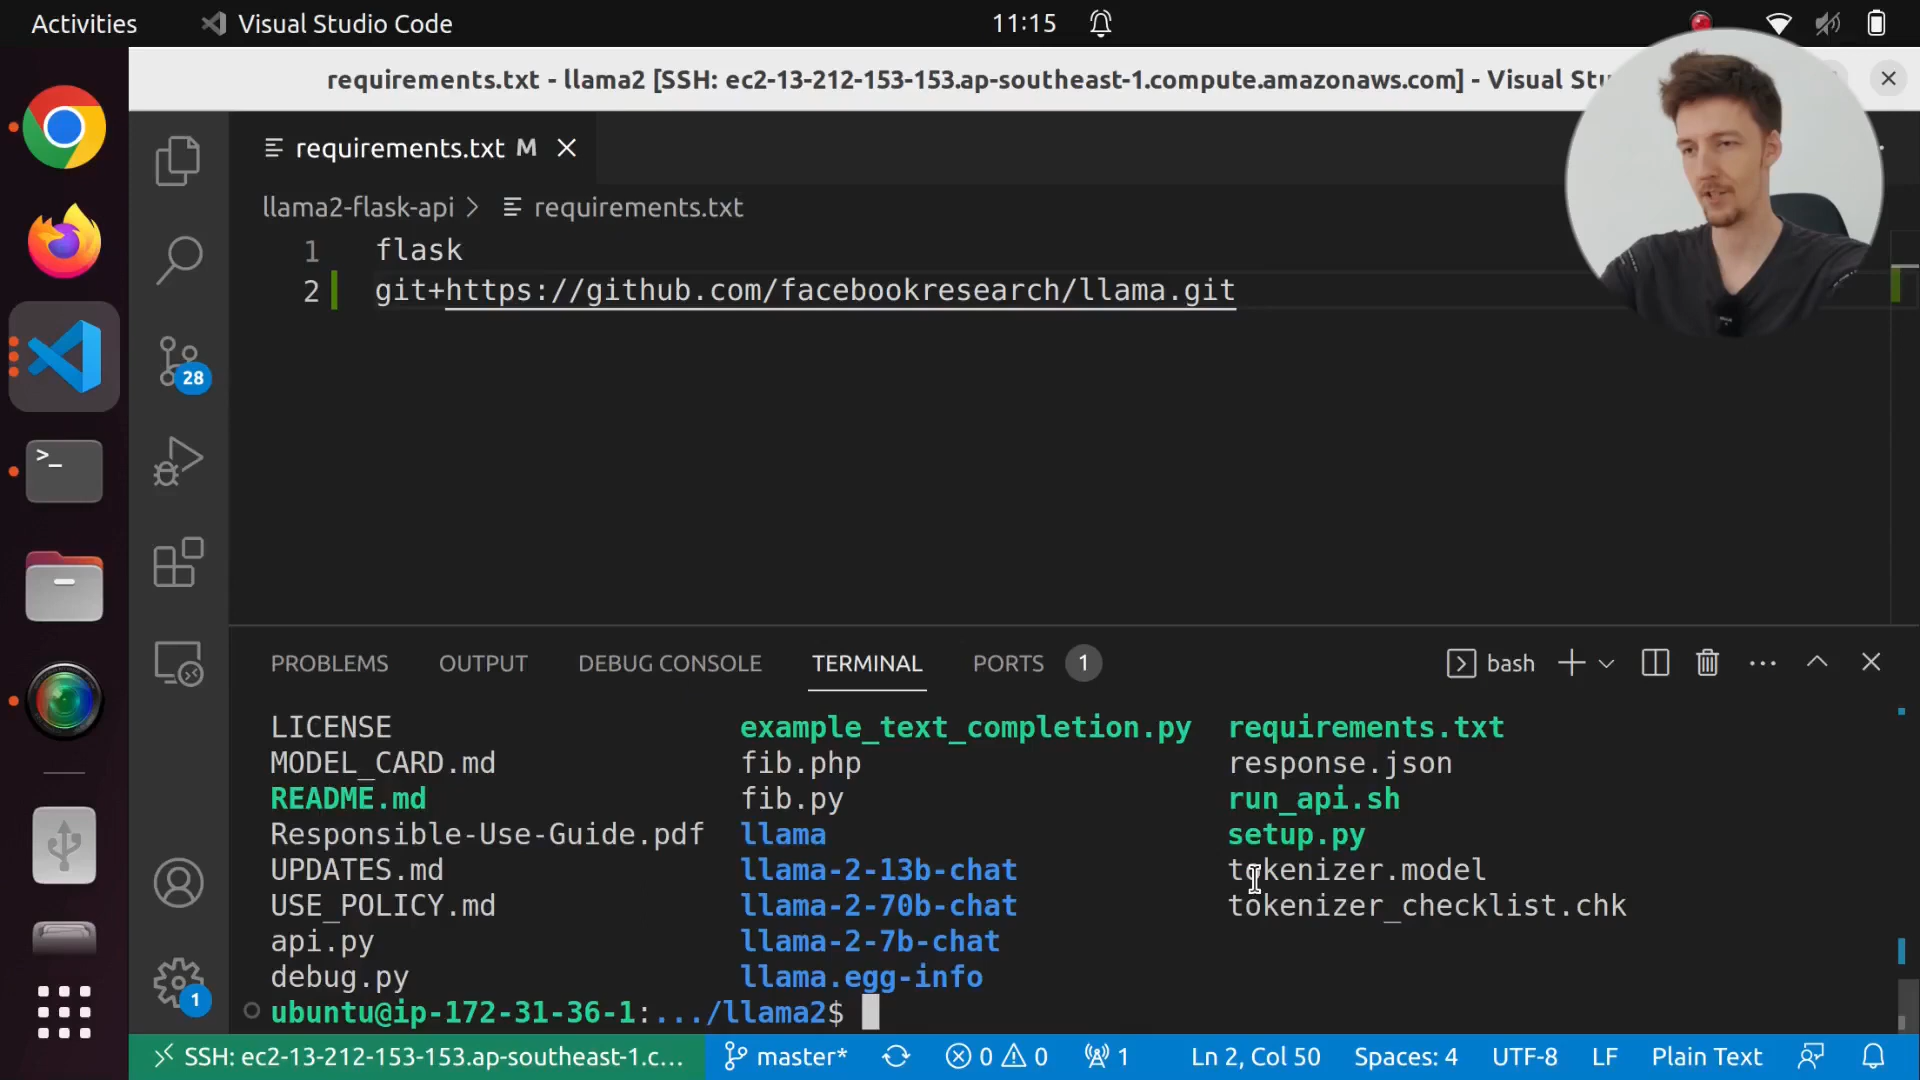 Activities
Visual Studio Code
11:15
requirements.txt - llama2 [SSH: ec2-13-212-153-153.ap-southeast-1.compute.amazonaws.com] - Visual Stu
requirements.txt M
llama2-flask-api > requirements.txt
1 flask
2 git+https://github.com/facebookresearch/llama.git
28
PROBLEMS OUTPUT DEBUG CONSOLE TERMINAL PORTS 1 bash
LICENSE example_text_completion.py requirements.txt
MODEL_CARD.md fib.php response.json
README.md fib.py run_api.sh
Responsible-Use-Guide.pdf llama setup.py
UPDATES.md llama-2-13b-chat tokenizer.model
USE_POLICY.md llama-2-70b-chat tokenizer_checklist.chk
api.py llama-2-7b-chat
debug.py llama.egg-info
1
ubuntu@ip-172-31-36-1:.../llama2$
SSH: ec2-13-212-153-153.ap-southeast-1.c... master* 0 0 1 Ln 2, Col 50 Spaces: 4 UTF-8 LF Plain Text